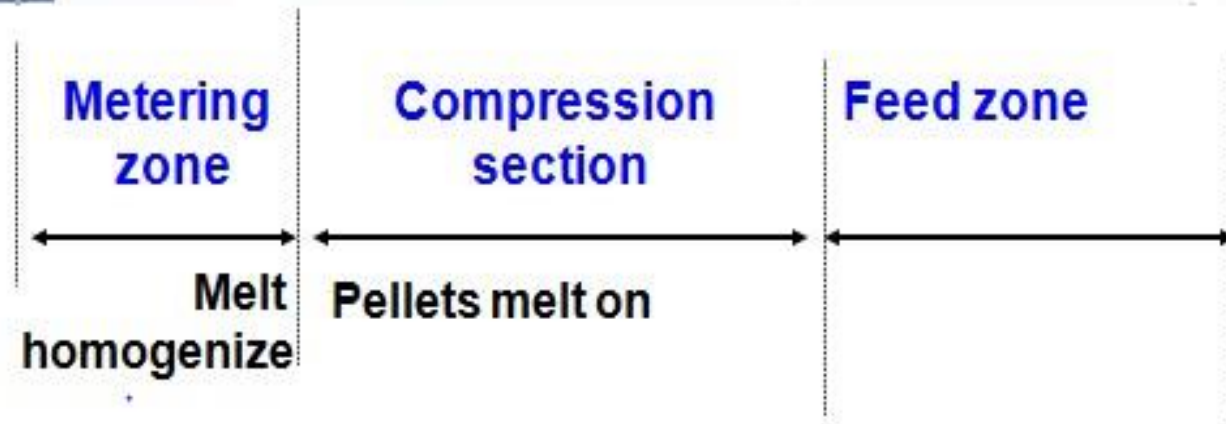 Metering
zone
Compression
section
Feed zone
Melt
homogenize
Pellets melt on